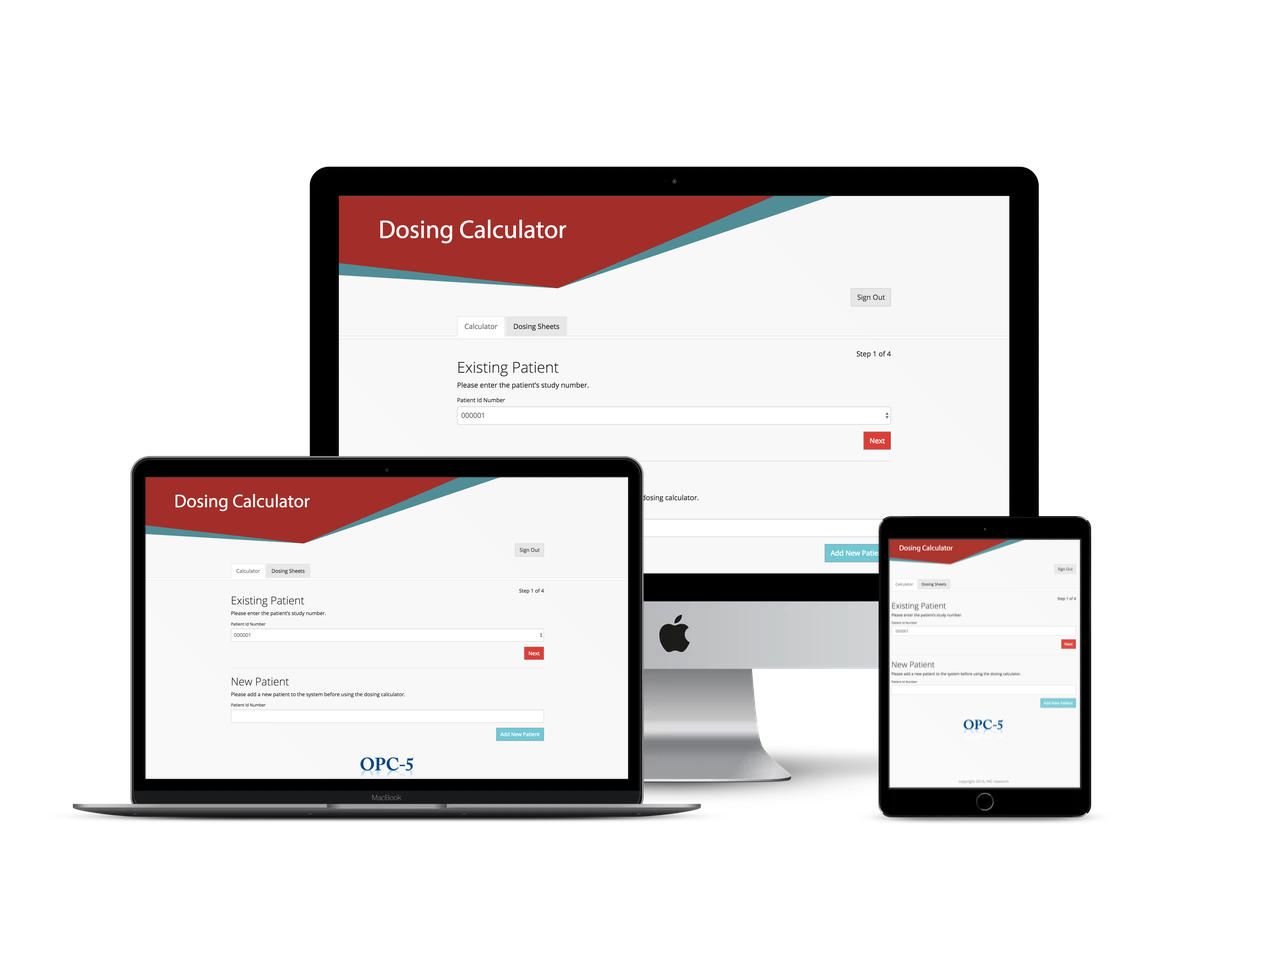 Dosing Calculator
Sign Out
Calculator
Dosing Sheets
Step 1 of 4
Existing Patient
Please enter the patient's study number.
Patient Id Number
000001
Next
dosing calculator.
Add New Patie
Dosing Calculator
Sign Out
Calculator
Dosing Sheets
Step 1 of 4
Existing Patient
Please enter the patient's study number.
Patient Id Number
000001
Next
New Patient
Please add a new patient to the system before using the dosing calculator.
Patient Id Number
Add New Patient
OPC-5
MacBook
Dosing Calculator
Sign Out
Calculator
Dosing Sheets
Step 1 of 4
Existing Patient
Please enter the patient's study number.
Patient Id Number
000001
Next
New Patient
Please add a new patient to the system before using the dosing calculator.
Patient Id Number
Add New Patient
OPC-5